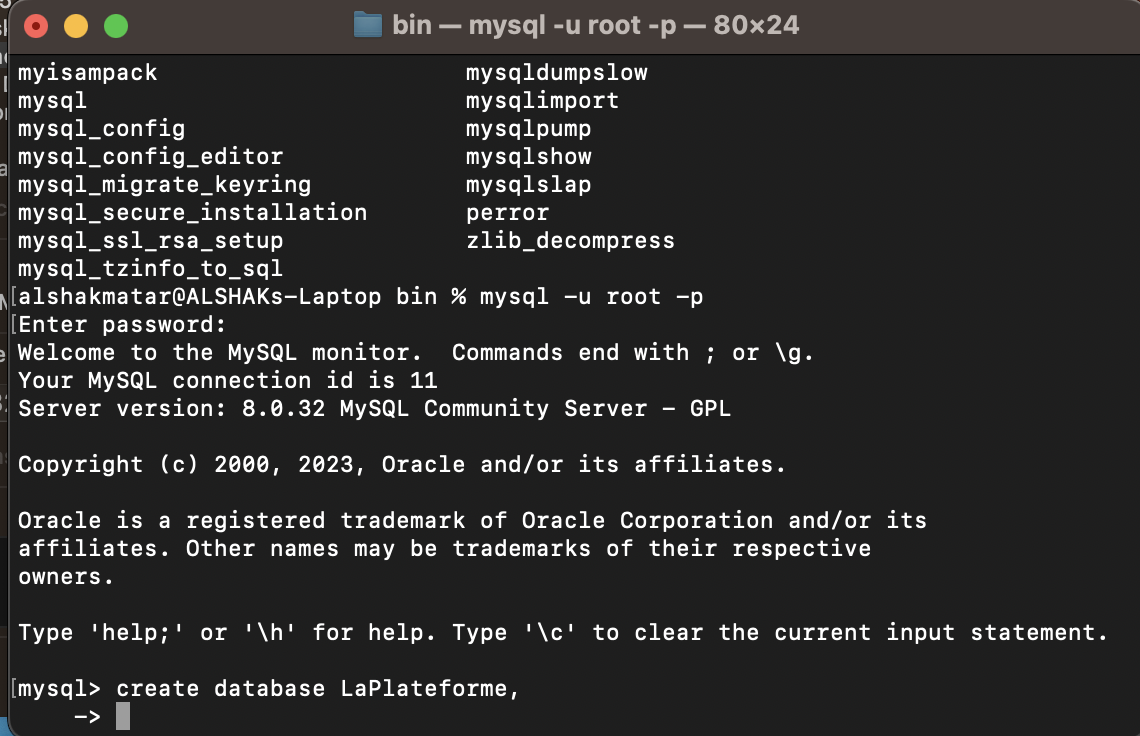 bin — mysql -u root -p — 80×24
myisampack mysqldumpslow
mysql mysqlimport
mysql_config mysqlpump
mysql_config_editor mysqlshow
mysql_migrate_keyring mysqlslap
mysql_secure_installation perror
mysql_ssl_rsa_setup zlib_decompress
mysql_tzinfo_to_sql
[alshakmatar@ALSHAKs-Laptop bin % mysql -u root -p
[Enter password:
Welcome to the MySQL monitor.  Commands end with ; or \g.
Your MySQL connection id is 11
Server version: 8.0.32 MySQL Community Server - GPL
Copyright (c) 2000, 2023, Oracle and/or its affiliates.
Oracle is a registered trademark of Oracle Corporation and/or its
affiliates. Other names may be trademarks of their respective
owners.
Type 'help;' or '\h' for help. Type '\c' to clear the current input statement.
[mysql> create database LaPlateforme,
->